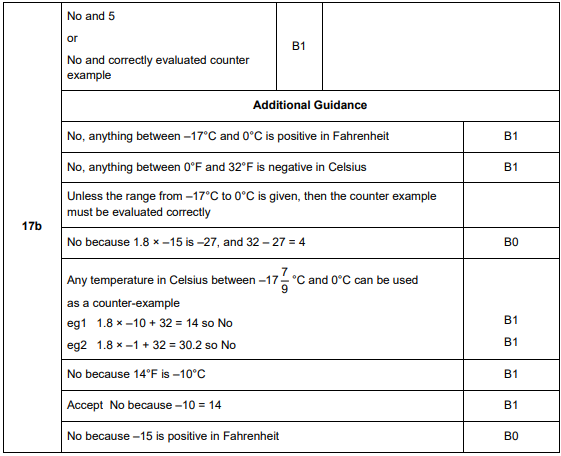 No and 5
or
No and correctly evaluated counter
example
B1
Additional Guidance
No, anything between –17°C and 0°C is positive in Fahrenheit
B1
No, anything between 0°F and 32°F is negative in Celsius
B1
Unless the range from –17°C to 0°C is given, then the counter example
must be evaluated correctly
17b
No because 1.8 × –15 is –27, and 32 – 27 = 4
B0
Any temperature in Celsius between –17 7/9 °C and 0°C can be used
as a counter-example
eg1 1.8 × –10 + 32 = 14 so No
B1
eg2 1.8 × –1 + 32 = 30.2 so No
B1
No because 14°F is –10°C
B1
Accept No because –10 = 14
B1
No because –15 is positive in Fahrenheit
B0